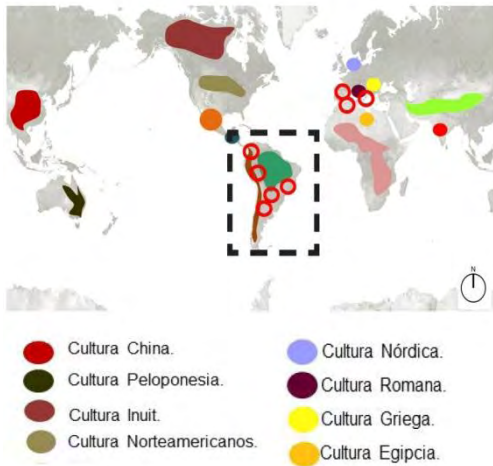 N
Cultura China.
Cultura Peloponesia.
Cultura Inuit.
Cultura Norteamericanos.
Cultura Nórdica.
Cultura Romana.
Cultura Griega.
Cultura Egipcia.